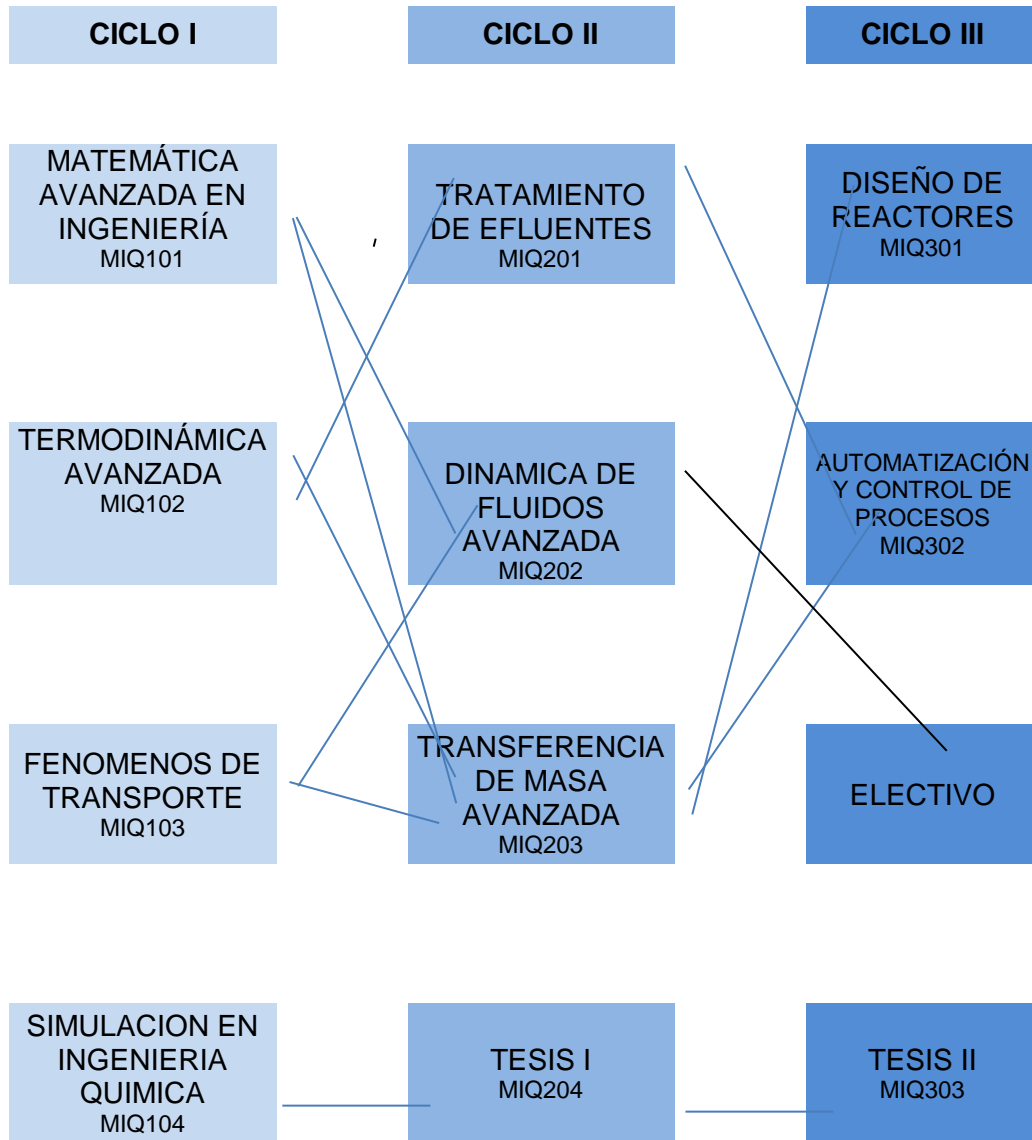 CICLO I
CICLO II
CICLO III
MATEMÁTICA
AVANZADA EN
INGENIERÍA
MIQ101
TRATAMIENTO
DE EFLUENTES
MIQ201
DISEÑO DE
REACTORES
MIQ301
TERMODINÁMICA
AVANZADA
MIQ102
DINAMICA DE
FLUIDOS
AVANZADA
MIQ202
AUTOMATIZACIÓN
Y CONTROL DE
PROCESOS
MIQ302
FENOMENOS DE
TRANSPORTE
MIQ103
TRANSFERENCIA
DE MASA
AVANZADA
MIQ203
ELECTIVO
SIMULACION EN
INGENIERIA
QUIMICA
MIQ104
TESIS I
MIQ204
TESIS II
MIQ303